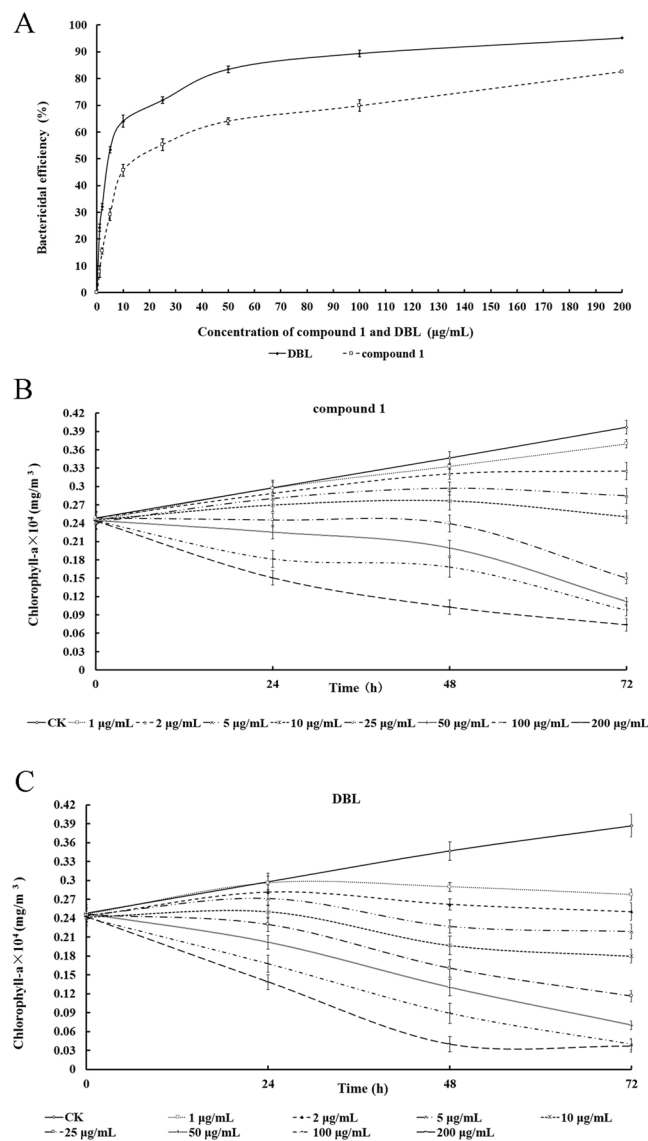 A
100
90
80
70
60
50
40
30
20
10
0
Bactericidal efficiency (%)
0 10 20 30 40 50 60 70 80 90 100 110 120 130 140 150 160 170 180 190 200
Concentration of compound 1 and DBL (μg/mL)
DBL compound 1
B
compound 1
0.42
0.39
0.36
0.33
0.3
0.27
0.24
0.21
0.18
0.15
0.12
0.09
0.06
0.03
0
Chlorophyll-a×10⁴ (mg/m³)
0 24 48 72
Time (h)
CK 1 μg/mL 2 μg/mL 5 μg/mL 10 μg/mL 25 μg/mL 50 μg/mL 100 μg/mL 200 μg/mL
C
DBL
0.42
0.39
0.36
0.33
0.3
0.27
0.24
0.21
0.18
0.15
0.12
0.09
0.06
0.03
0
Chlorophyll-a×10⁴ (mg/m³)
0 24 48 72
Time (h)
CK 1 μg/mL 2 μg/mL 5 μg/mL 10 μg/mL
25 μg/mL 50 μg/mL 100 μg/mL 200 μg/mL